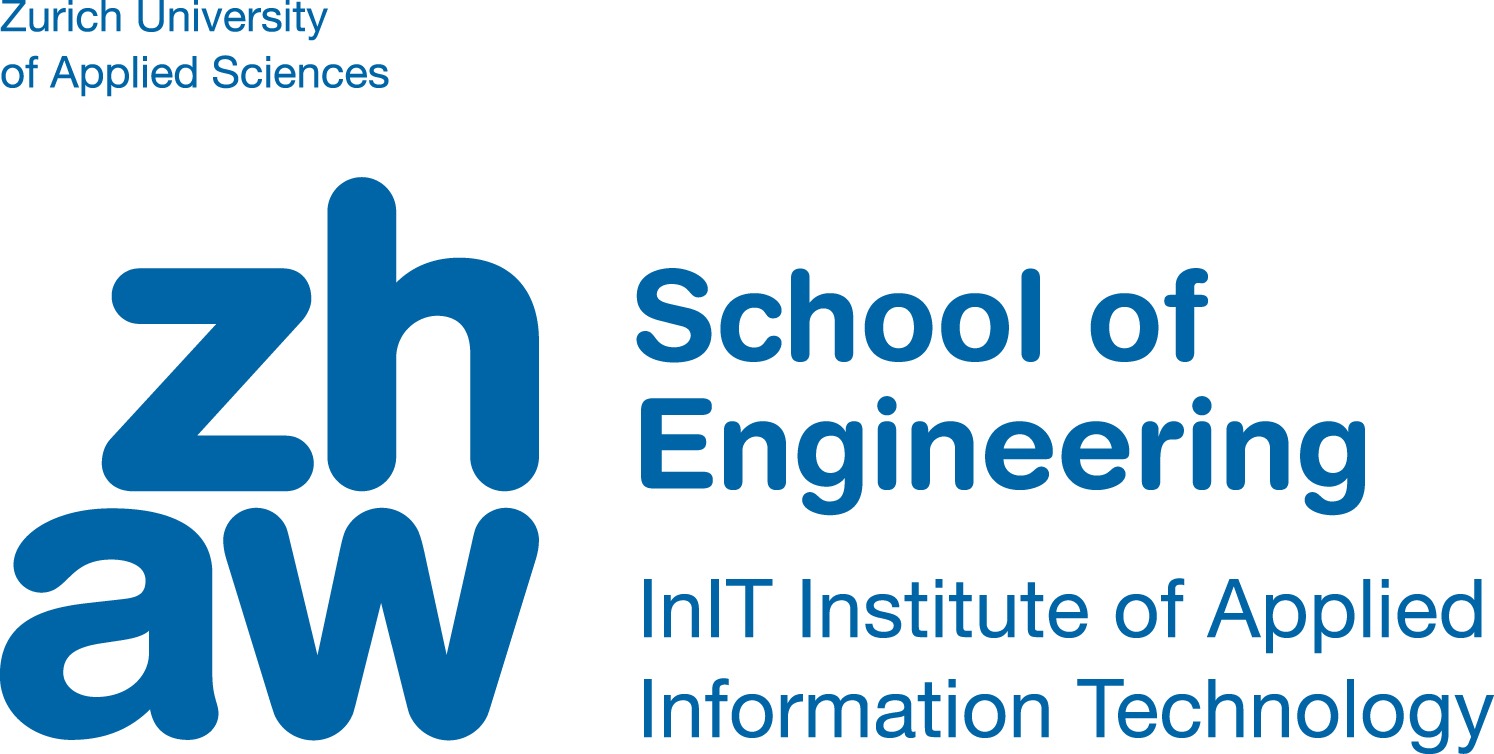 Zurich University
of Applied Sciences
zh
aw
School of
Engineering
InIT Institute of Applied
Information Technology